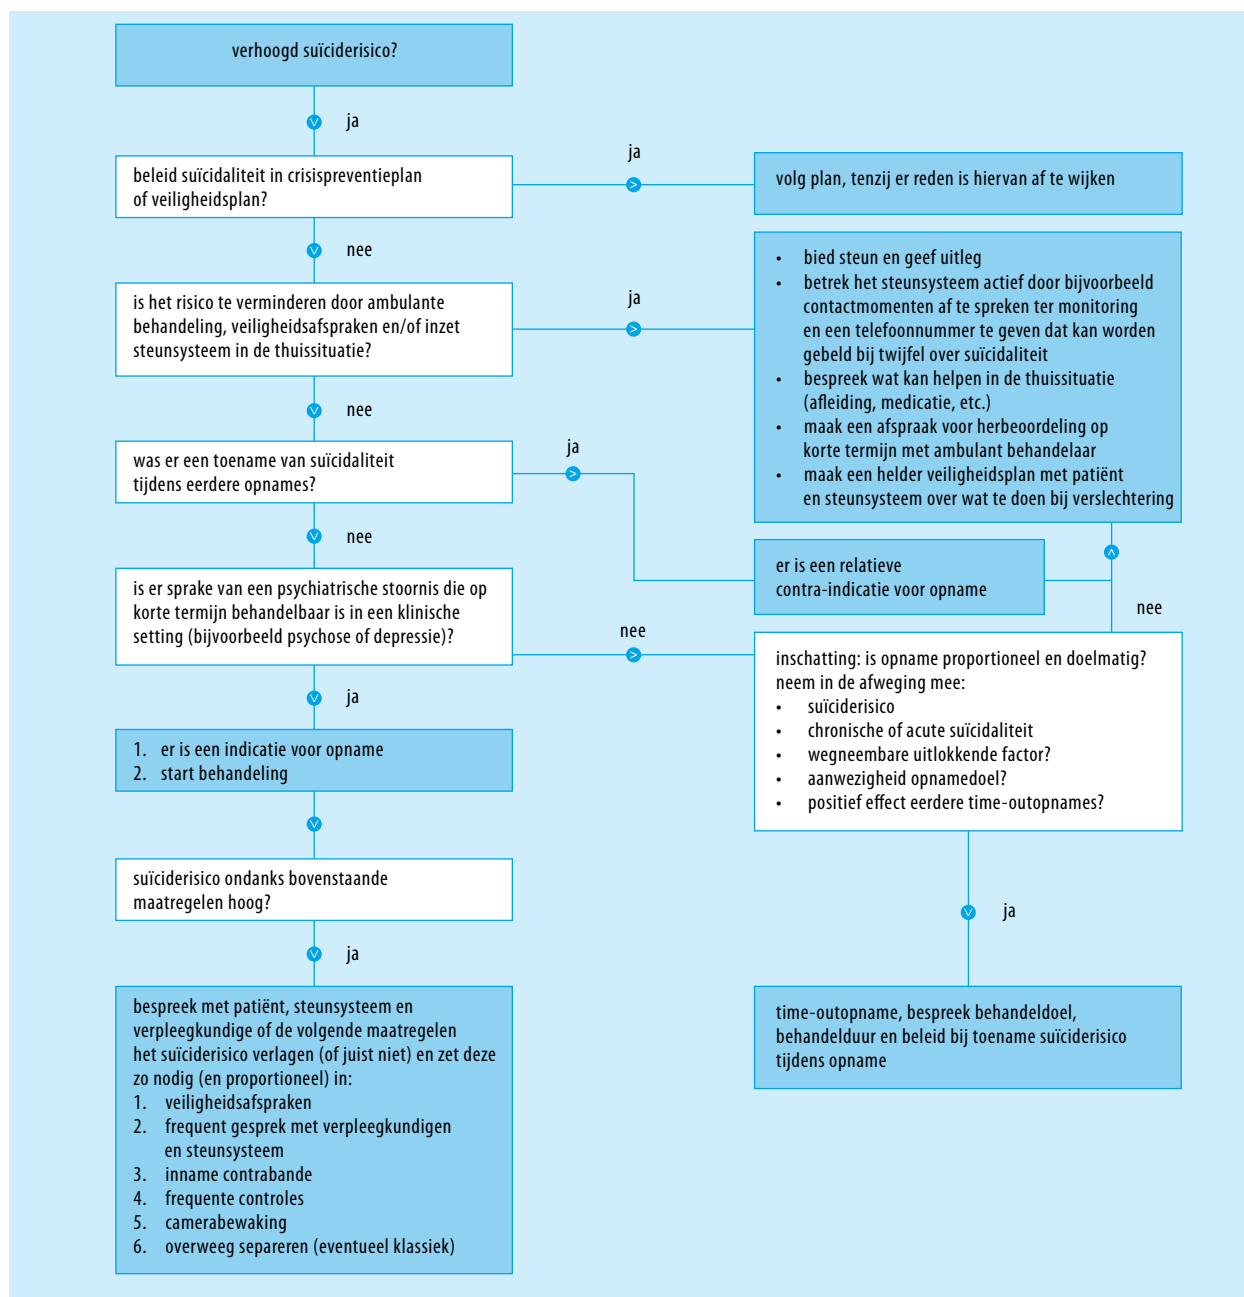 verhoogd suïciderisico?
ja
beleid suïcidaliteit in crisispreventieplan
of veiligheidsplan?
ja
volg plan, tenzij er reden is hiervan af te wijken
nee
is het risico te verminderen door ambulante
behandeling, veiligheidsafspraken en/of inzet
steunsysteem in de thuissituatie?
ja
• bied steun en geef uitleg
• betrek het steunsysteem actief door bijvoorbeeld
contactmomenten af te spreken ter monitoring
en een telefoonnummer te geven dat kan worden
gebeld bij twijfel over suïcidaliteit
• bespreek wat kan helpen in de thuissituatie
(afleiding, medicatie, etc.)
• maak een afspraak voor herbeoordeling op
korte termijn met ambulant behandelaar
• maak een helder veiligheidsplan met patiënt
en steunsysteem over wat te doen bij verslechtering
nee
was er een toename van suïcidaliteit
tijdens eerdere opnames?
ja
er is een relatieve
contra-indicatie voor opname
nee
is er sprake van een psychiatrische stoornis die op
korte termijn behandelbaar is in een klinische
setting (bijvoorbeeld psychose of depressie)?
nee
nee
inschatting: is opname proportioneel en doelmatig?
neem in de afweging mee:
• suïciderisico
• chronische of acute suïcidaliteit
• wegneembare uitlokkende factor?
• aanwezigheid opnamedoel?
• positief effect eerdere time-outopnames?
ja
1. er is een indicatie voor opname
2. start behandeling
suïciderisico ondanks bovenstaande
maatregelen hoog?
ja
ja
bespreek met patiënt, steunsysteem en
verpleegkundige of de volgende maatregelen
het suïciderisico verlagen (of juist niet) en zet deze
zo nodig (en proportioneel) in:
1. veiligheidsafspraken
2. frequent gesprek met verpleegkundigen
en steunsysteem
3. inname contrabande
4. frequente controles
5. camerabewaking
6. overweeg separeren (eventueel klassiek)
time-outopname, bespreek behandeldoel,
behandelduur en beleid bij toename suïciderisico
tijdens opname